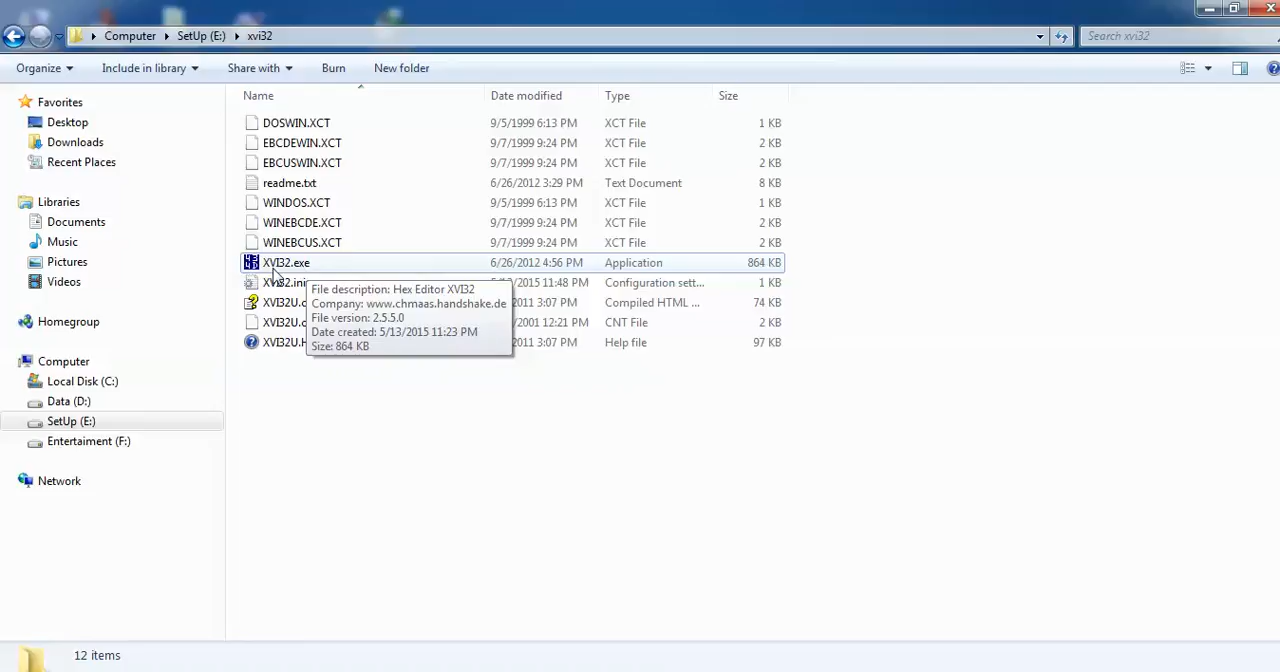 Computer SetUp (E:) xvi32
Search xvi32
Organize Include in library Share with Burn New folder
Name Date modified Type Size
Favorites
Desktop
Downloads
Recent Places
Libraries
Documents
Music
Pictures
Videos
Homegroup
Computer
Local Disk (C:)
Data (D:)
SetUp (E:)
Entertaiment (F:)
Network
DOSWIN.XCT 9/5/1999 6:13 PM XCT File 1 KB
EBCDEWIN.XCT 9/7/1999 9:24 PM XCT File 2 KB
EBCUSWIN.XCT 9/7/1999 9:24 PM XCT File 2 KB
readme.txt 6/26/2012 3:29 PM Text Document 8 KB
WINDOS.XCT 9/5/1999 6:13 PM XCT File 1 KB
WINEBCDE.XCT 9/7/1999 9:24 PM XCT File 2 KB
WINEBCUS.XCT 9/7/1999 9:24 PM XCT File 2 KB
XVI32.exe 6/26/2012 4:56 PM Application 864 KB
XVI32.ini 2015 11:48 PM Configuration sett... 1 KB
XVI32U. 2011 3:07 PM Compiled HTML ... 74 KB
XVI32U. 2001 12:21 PM CNT File 2 KB
XVI32U. 2011 3:07 PM Help file 97 KB
File description: Hex Editor XVI32
Company: www.chmaas.handshake.de
File version: 2.5.5.0
Date created: 5/13/2015 11:23 PM
Size: 864 KB
12 items